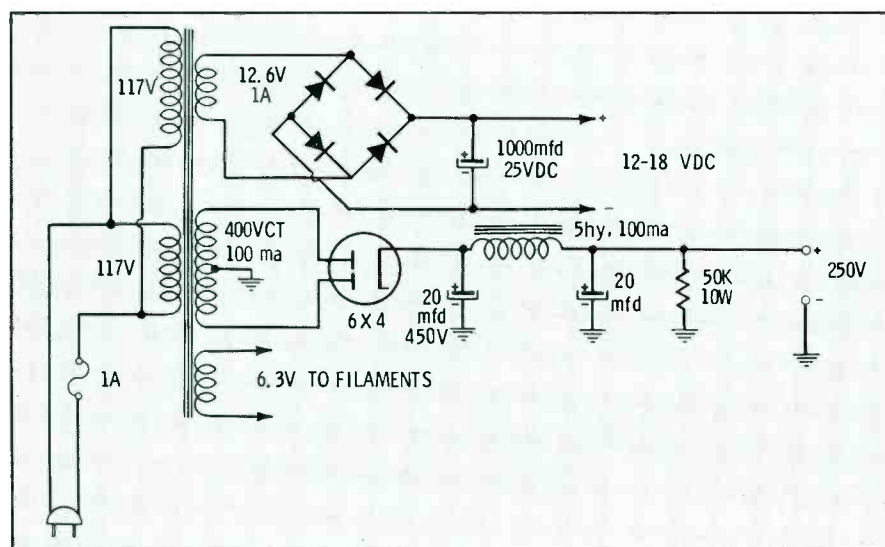 117V
12.6V
1A
1000mfd
25VDC
+
-
12-18 VDC
+
-
117V
400VCT
100 ma
6X4
5hy, 100ma
+
-
20
mfd
450V
+
-
20
mfd
50K
10W
+
250V
-
1A
6.3V TO FILAMENTS